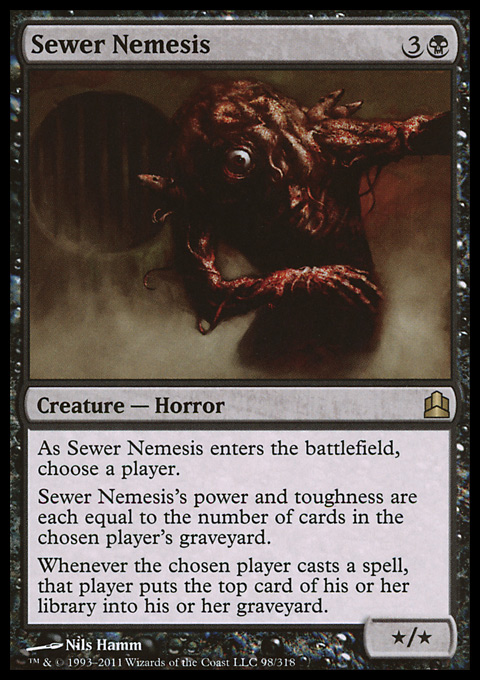 Sewer Nemesis 3
Creature — Horror
As Sewer Nemesis enters the battlefield,
choose a player.
Sewer Nemesis's power and toughness are
each equal to the number of cards in the
chosen player's graveyard.
Whenever the chosen player casts a spell,
that player puts the top card of his or her
library into his or her graveyard.
★/★
Nils Hamm
™ & © 1993–2011 Wizards of the Coast LLC 98/318